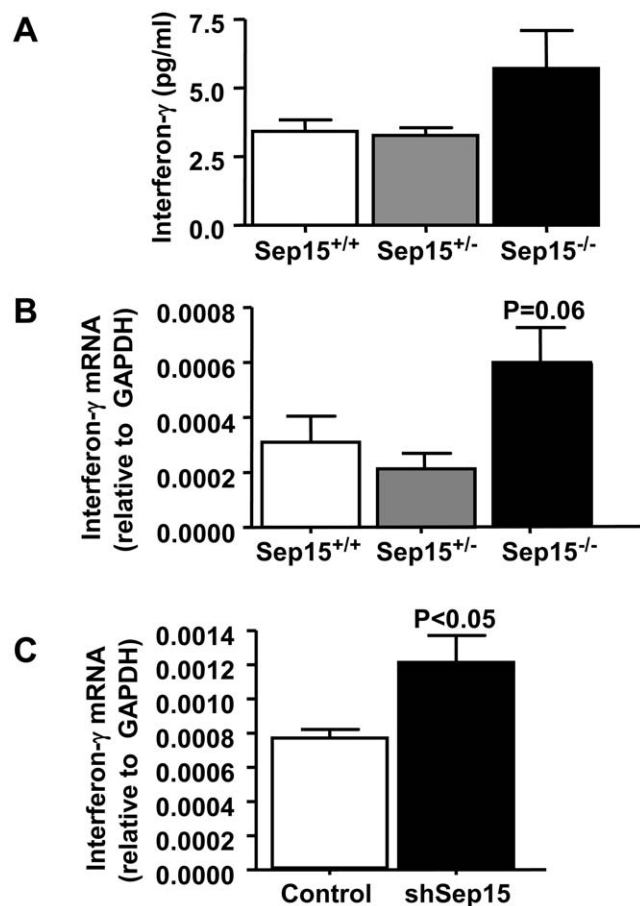 A
Interferon-γ (pg/ml)
7.5
5.0
2.5
0.0
Sep15+/+ Sep15+/- Sep15-/-
B
Interferon-γ mRNA
(relative to GAPDH)
0.0008
0.0006
0.0004
0.0002
0.0000
P=0.06
Sep15+/+ Sep15+/- Sep15-/-
C
Interferon-γ mRNA
(relative to GAPDH)
0.0014
0.0012
0.0010
0.0008
0.0006
0.0004
0.0002
0.0000
P<0.05
Control shSep15